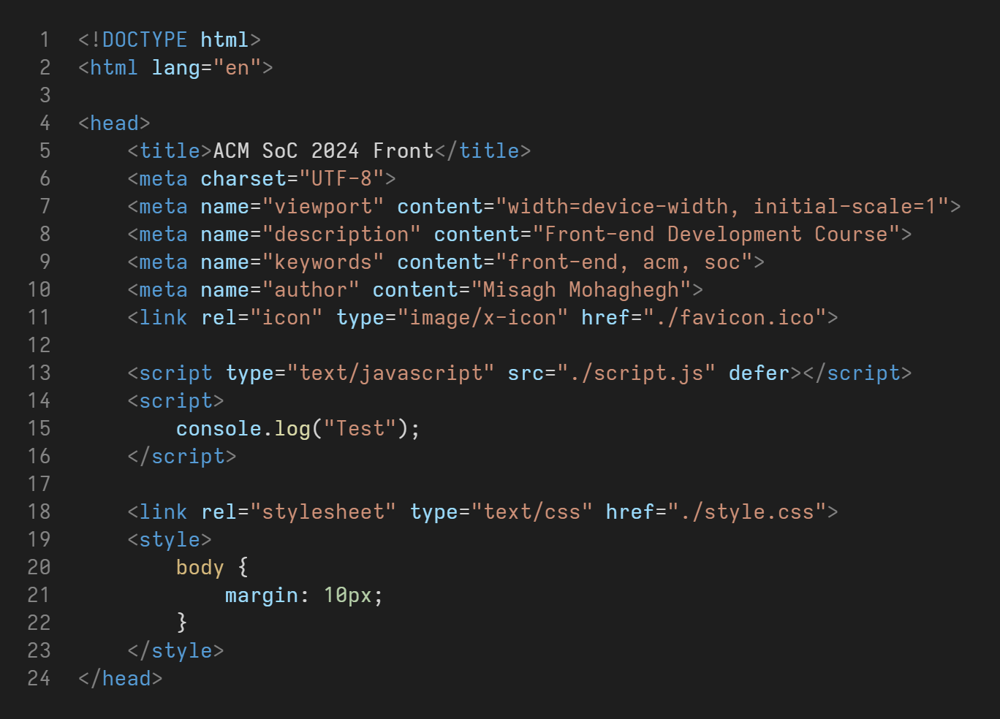 1 <!DOCTYPE html>
2 <html lang="en">
3
4 <head>
5     <title>ACM SoC 2024 Front</title>
6     <meta charset="UTF-8">
7     <meta name="viewport" content="width=device-width, initial-scale=1">
8     <meta name="description" content="Front-end Development Course">
9     <meta name="keywords" content="front-end, acm, soc">
10     <meta name="author" content="Misagh Mohaghegh">
11     <link rel="icon" type="image/x-icon" href="./favicon.ico">
12
13     <script type="text/javascript" src="./script.js" defer></script>
14     <script>
15         console.log("Test");
16     </script>
17
18     <link rel="stylesheet" type="text/css" href="./style.css">
19     <style>
20         body {
21             margin: 10px;
22         }
23     </style>
24 </head>